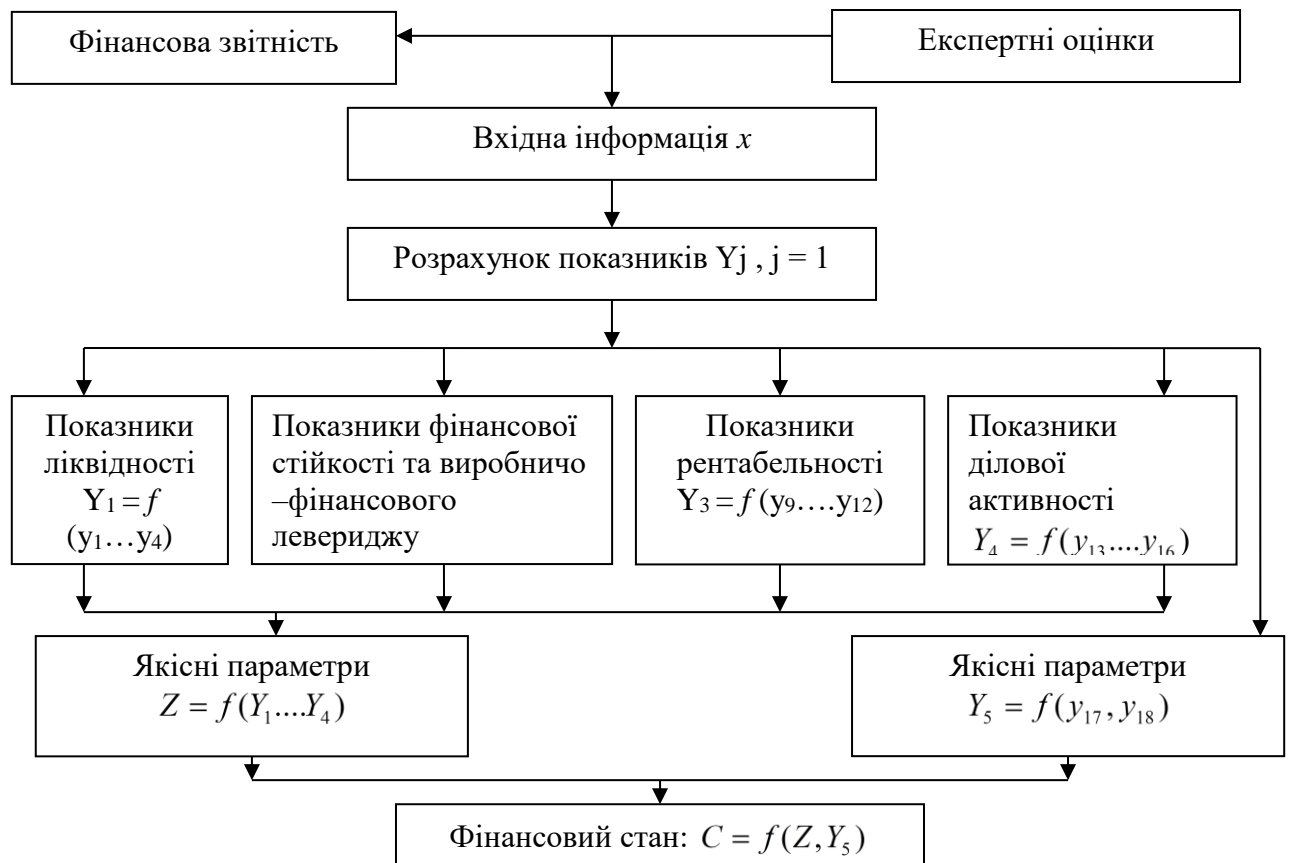 Фінансова звітність
Експертні оцінки
Вхідна інформація x
Розрахунок показників Yj , j = 1
Показники
ліквідності
Y₁ = f
(y₁…y₄)
Показники фінансової
стійкості та виробничо
–фінансового
левериджу
Показники
рентабельності
Y₃ = f (y₉….y₁₂)
Показники
ділової
активності
Y₄ = f(y₁₃....y₁₆)
Якісні параметри
Z = f(Y₁....Y₄)
Якісні параметри
Y₅ = f(y₁₇, y₁₈)
Фінансовий стан: C = f(Z, Y₅)